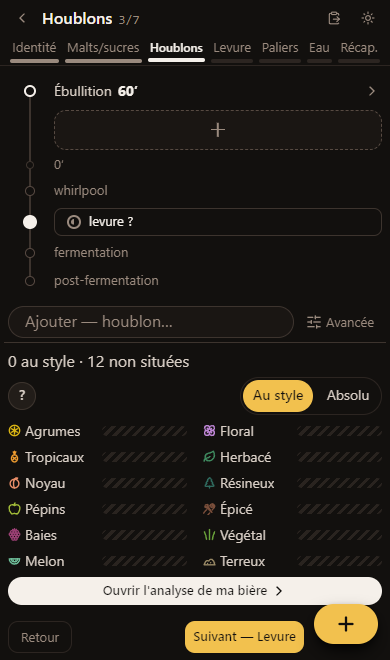 Houblons 3/7
Identité Malts/sucres Houblons Levure Paliers Eau Récap.
Ébullition 60′
0′
whirlpool
levure ?
fermentation
post-fermentation
Ajouter — houblon… Avancée
0 au style · 12 non situées
? Au style Absolu
Agrumes Floral
Tropicaux Herbacé
Noyau Résineux
Pépins Épicé
Baies Végétal
Melon Terreux
Ouvrir l'analyse de ma bière
Retour Suivant — Levure